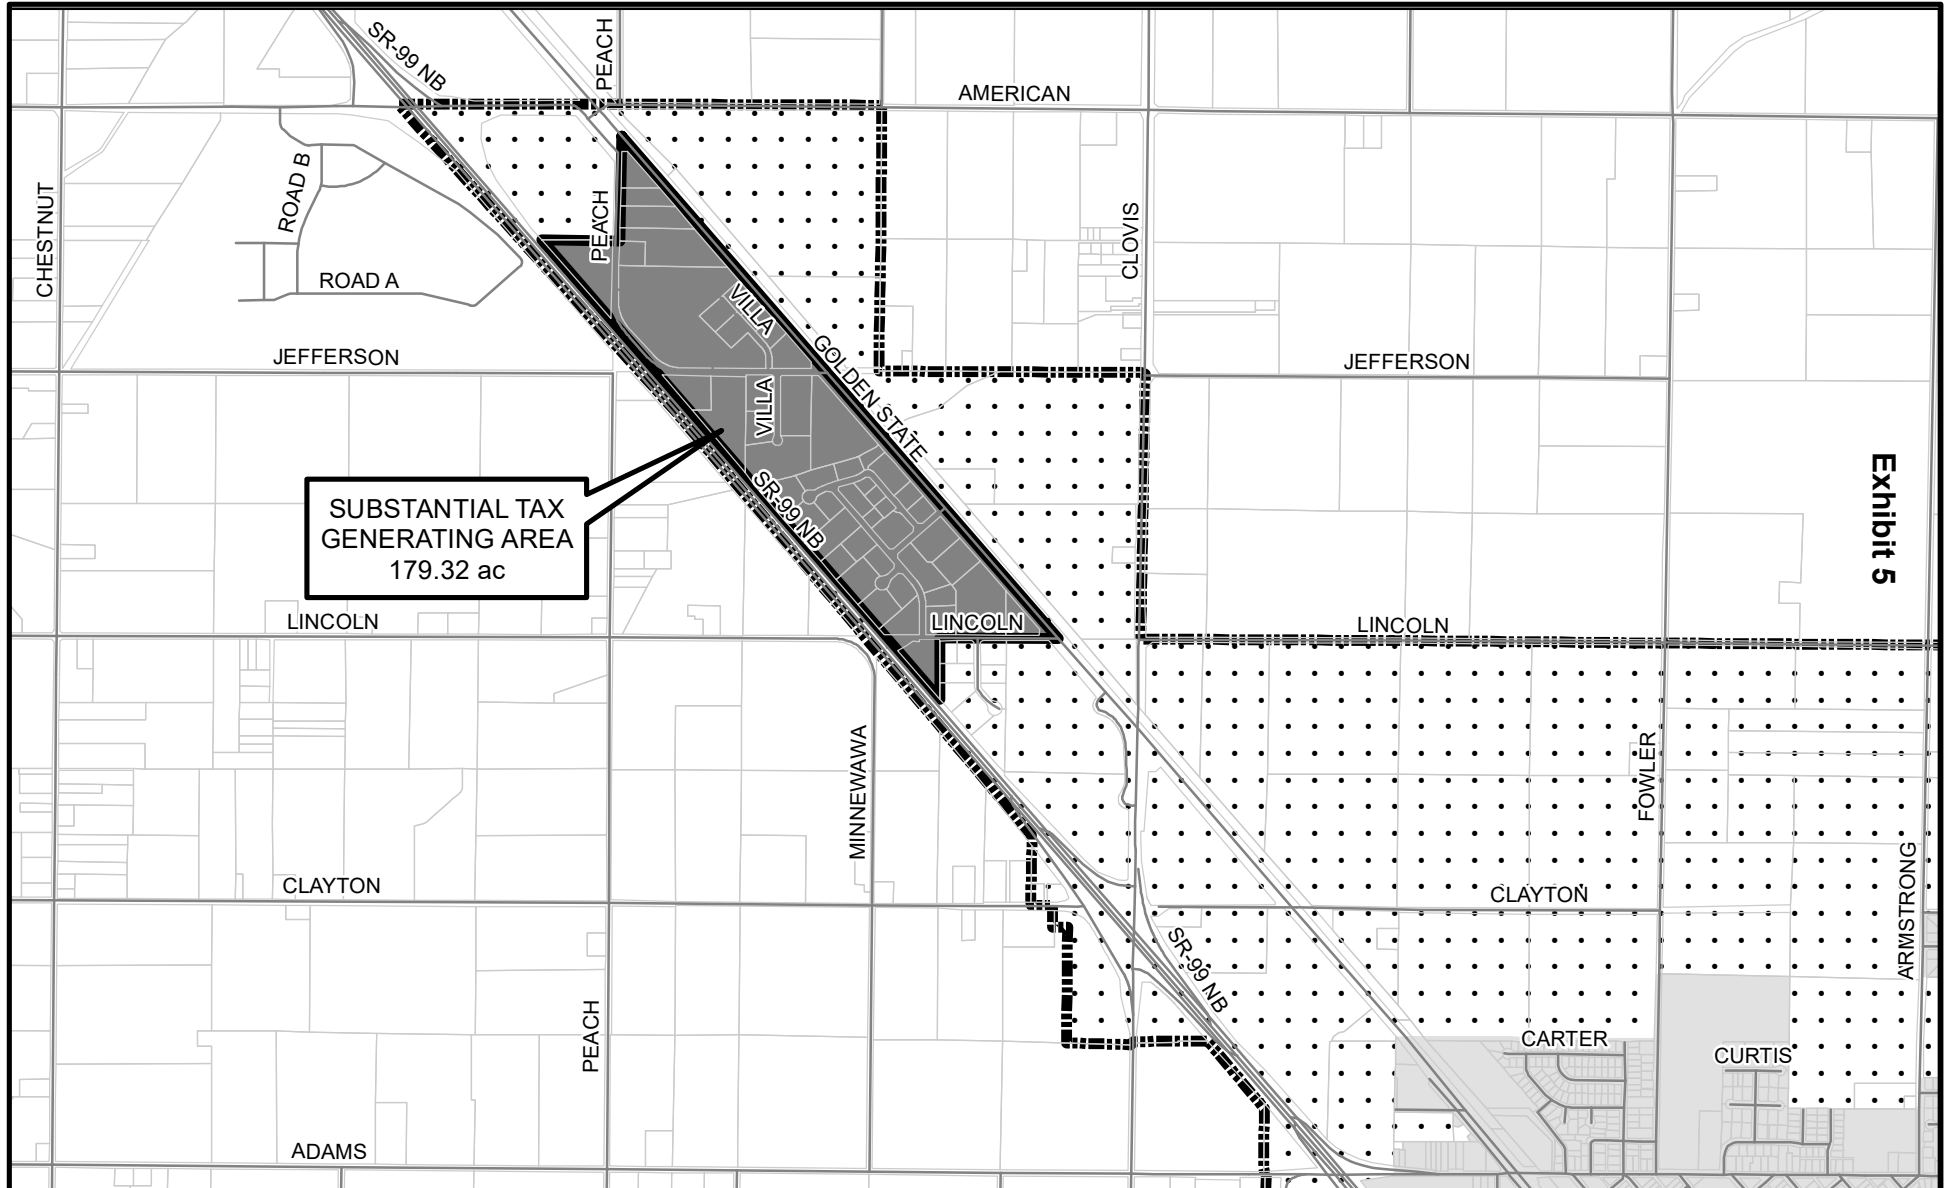 SR-99 NB
PEACH
AMERICAN
ROAD B
CHESTNUT
PEACH
CLOVIS
ROAD A
VILLA
JEFFERSON
GOLDEN STATE
JEFFERSON
VILLA
SUBSTANTIAL TAX
GENERATING AREA
179.32 ac
SR-99 NB
Exhibit 5
LINCOLN
LINCOLN
LINCOLN
MINNEWAWA
FOWLER
CLAYTON
CLAYTON
ARMSTRONG
SR-99 NB
PEACH
CARTER
CURTIS
ADAMS